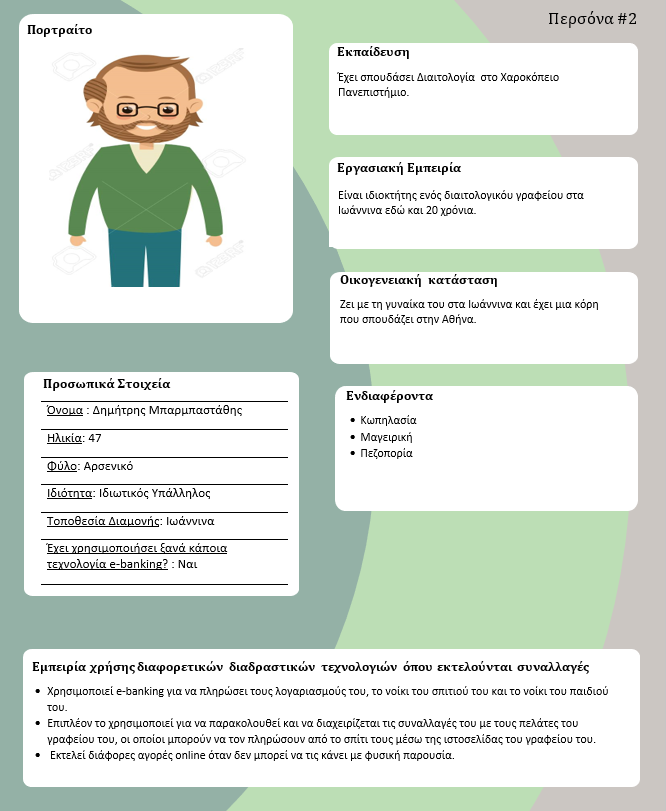 Περσόνα #2
Πορτραίτο
Εκπαίδευση
Έχει σπουδάσει Διαιτολογία στο Χαροκόπειο
Πανεπιστήμιο.
Εργασιακή Εμπειρία
Είναι ιδιοκτήτης ενός διαιτολογικού γραφείου στα
Ιωάννινα εδώ και 20 χρόνια.
Οικογενειακή κατάσταση
Ζει με τη γυναίκα του στα Ιωάννινα και έχει μια κόρη
που σπουδάζει στην Αθήνα.
Προσωπικά Στοιχεία
Όνομα : Δημήτρης Μπαρμπαστάθης
Ηλικία: 47
Φύλο: Αρσενικό
Ιδιότητα: Ιδιωτικός Υπάλληλος
Τοποθεσία Διαμονής: Ιωάννινα
Έχει χρησιμοποιήσει ξανά κάποια
τεχνολογία e-banking? : Ναι
Ενδιαφέροντα
• Κωπηλασία
• Μαγειρική
• Πεζοπορία
Εμπειρία χρήσης διαφορετικών διαδραστικών τεχνολογιών όπου εκτελούνται συναλλαγές
• Χρησιμοποιεί e-banking για να πληρώσει τους λογαριασμούς του, το νοίκι του σπιτιού του και το νοίκι του παιδιού
του.
• Επιπλέον το χρησιμοποιεί για να παρακολουθεί και να διαχειρίζεται τις συναλλαγές του με τους πελάτες του
γραφείου του, οι οποίοι μπορούν να τον πληρώσουν από το σπίτι τους μέσω της ιστοσελίδας του γραφείου του.
• Εκτελεί διάφορες αγορές online όταν δεν μπορεί να τις κάνει με φυσική παρουσία.